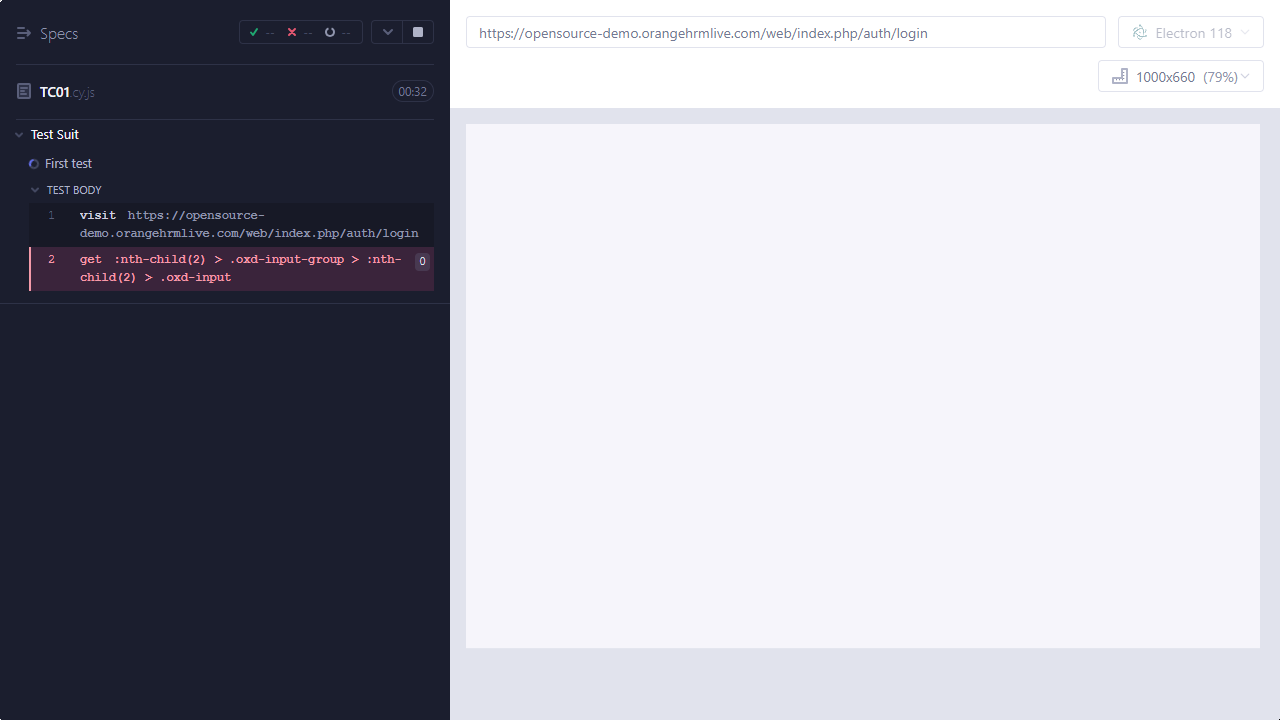 Specs
-- -- --
https://opensource-demo.orangehrmlive.com/web/index.php/auth/login
Electron 118
1000x660 (79%)
TC01.cy.js
00:32
Test Suit
First test
TEST BODY
1 visit https://opensource-
demo.orangehrmlive.com/web/index.php/auth/login
2 get :nth-child(2) > .oxd-input-group > :nth-
child(2) > .oxd-input
0